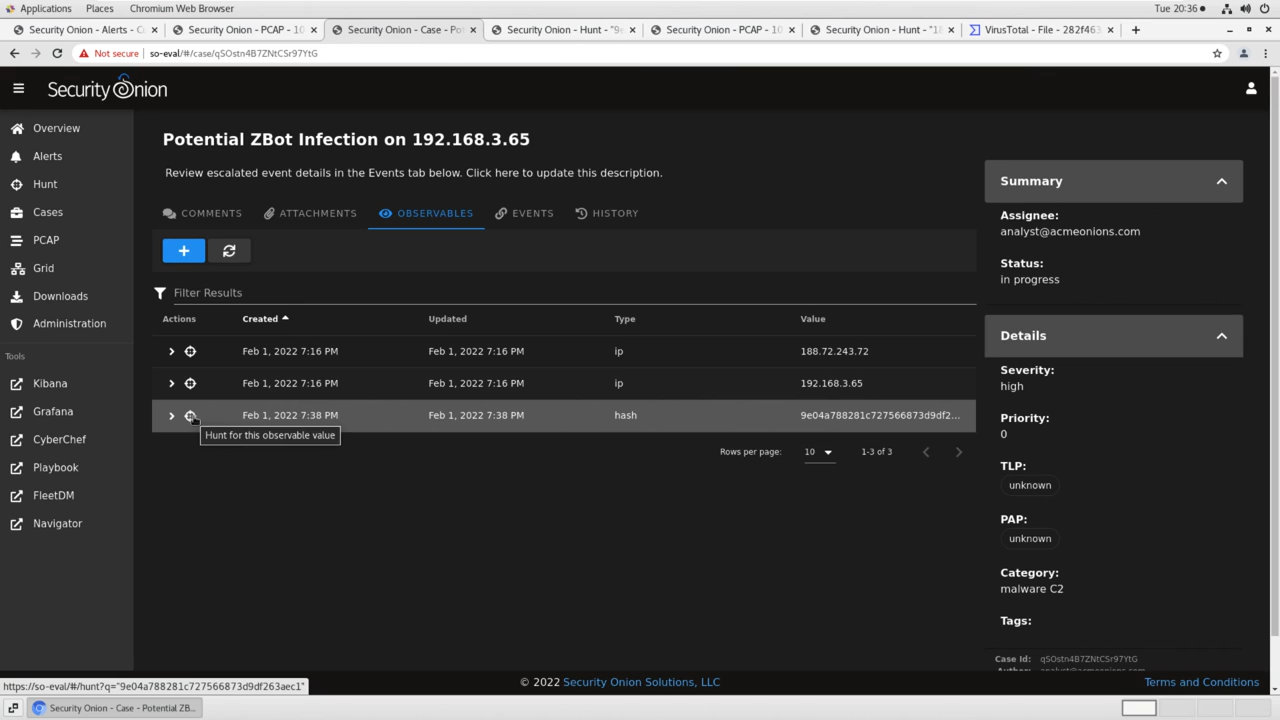 Applications Places Chromium Web Browser Tue 20:36
Security Onion - Alerts - C
Security Onion - PCAP - 10
Security Onion - Case - Pot
Security Onion - Hunt - "9e
Security Onion - PCAP - 10
Security Onion - Hunt - "18
VirusTotal - File - 282f463
Not secure so-eval/#/case/qSOstn4B7ZNtCSr97YtG
Security Onion
Overview
Alerts
Hunt
Cases
PCAP
Grid
Downloads
Administration
Tools
Kibana
Grafana
CyberChef
Playbook
FleetDM
Navigator
Potential ZBot Infection on 192.168.3.65
Review escalated event details in the Events tab below. Click here to update this description.
COMMENTS ATTACHMENTS OBSERVABLES EVENTS HISTORY
Filter Results
Actions Created Updated Type Value
Feb 1, 2022 7:16 PM Feb 1, 2022 7:16 PM ip 188.72.243.72
Feb 1, 2022 7:16 PM Feb 1, 2022 7:16 PM ip 192.168.3.65
Feb 1, 2022 7:38 PM Feb 1, 2022 7:38 PM hash 9e04a788281c727566873d9df2...
Hunt for this observable value
Rows per page: 10 1-3 of 3
Summary
Assignee:
analyst@acmeonions.com
Status:
in progress
Details
Severity:
high
Priority:
0
TLP:
unknown
PAP:
unknown
Category:
malware C2
Tags:
Case Id: qSOstn4B7ZNtCSr97YtG
Author: analyst@acmeonions.com
https://so-eval/#/hunt?q="9e04a788281c727566873d9df263aec1"
© 2022 Security Onion Solutions, LLC
Terms and Conditions
Security Onion - Case - Potential ZB...